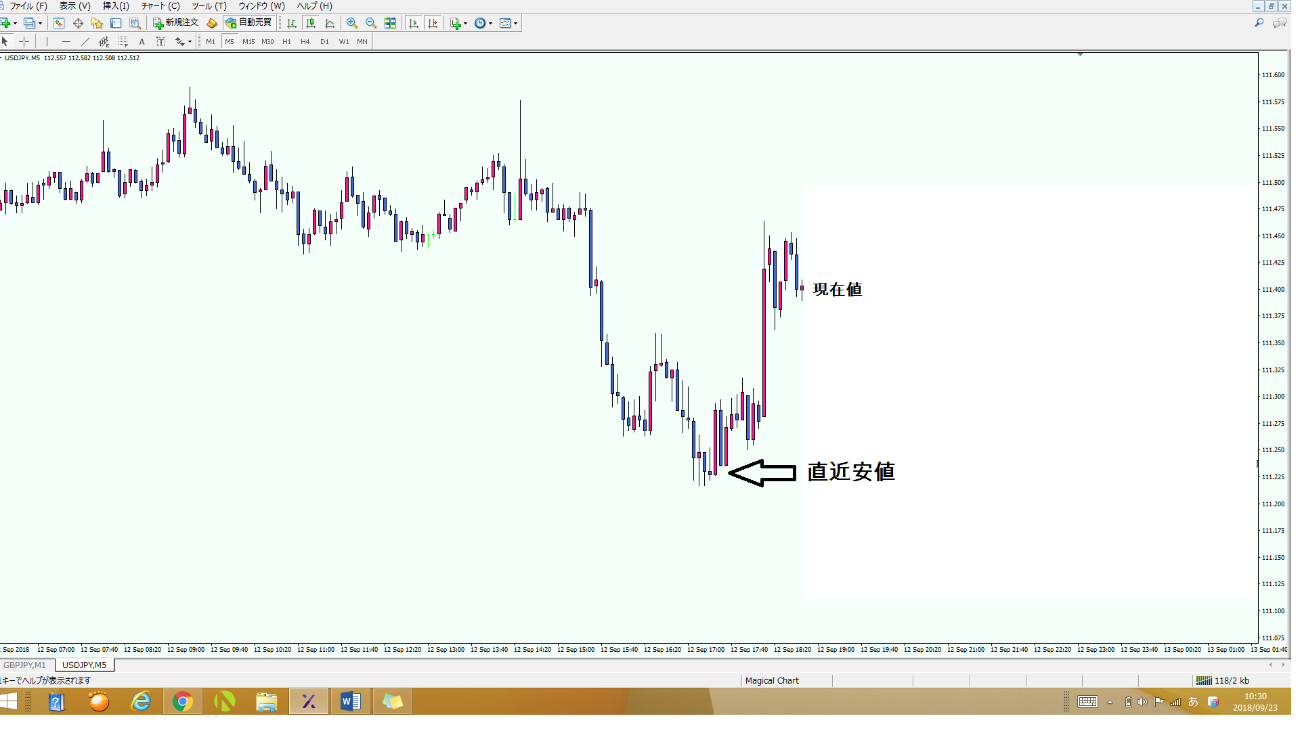 ファイル (F) 表示 (V) 挿入(I) チャート (C) ツール (T) ウィンドウ (W) ヘルプ (H)
新規注文 自動売買
A T M1 M5 M15 M30 H1 H4 D1 W1 MN
USDJPY,M5 112.557 112.582 112.508 112.512
111.600
111.575
111.550
111.525
111.500
111.475
111.450
111.425
111.400
現在値
111.375
111.350
111.325
111.300
111.275
111.250
直近安値
111.225
111.200
111.175
111.150
111.125
111.100
111.075
Sep 2018 12 Sep 07:00 12 Sep 07:40 12 Sep 08:20 12 Sep 09:00 12 Sep 09:40 12 Sep 10:20 12 Sep 11:00 12 Sep 11:40 12 Sep 12:20 12 Sep 13:00 12 Sep 13:40 12 Sep 14:20 12 Sep 15:00 12 Sep 15:40 12 Sep 16:20 12 Sep 17:00 12 Sep 17:40 12 Sep 18:20 12 Sep 19:00 12 Sep 19:40 12 Sep 20:20 12 Sep 21:00 12 Sep 21:40 12 Sep 22:20 12 Sep 23:00 12 Sep 23:40 13 Sep 00:20 13 Sep 01:00 13 Sep 01:40
GBPJPY,M1 USDJPY,M5
キーでヘルプが表示されます Magical Chart 118/2 kb
あ 10:30
2018/09/23